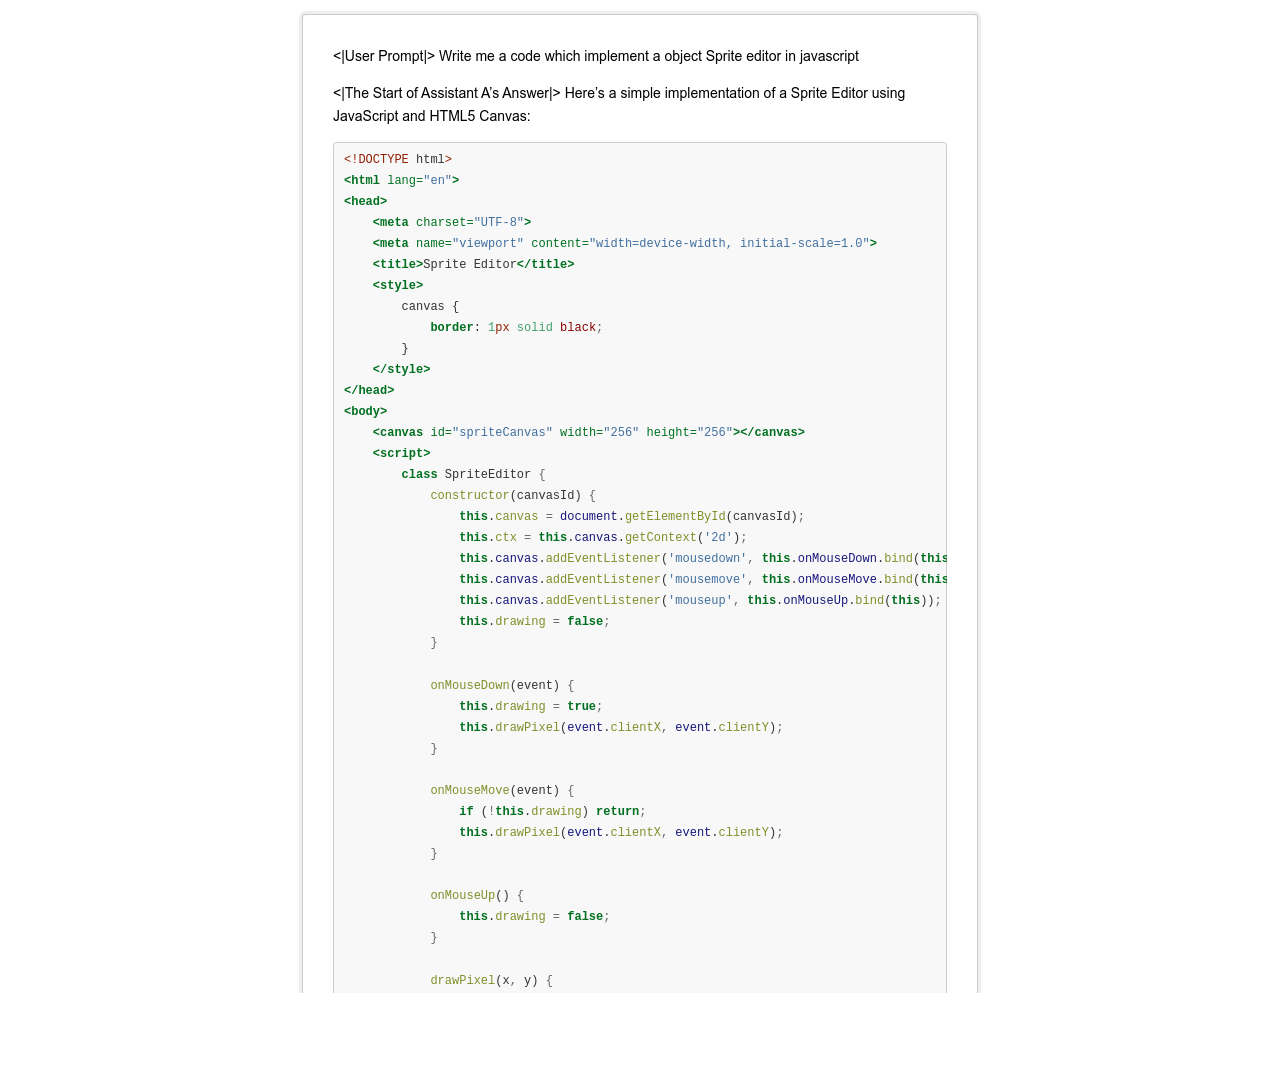 <|User Prompt|> Write me a code which implement a object Sprite editor in javascript
<|The Start of Assistant A’s Answer|> Here’s a simple implementation of a Sprite Editor using
JavaScript and HTML5 Canvas:
<!DOCTYPE html>
<html lang="en">
<head>
    <meta charset="UTF-8">
    <meta name="viewport" content="width=device-width, initial-scale=1.0">
    <title>Sprite Editor</title>
    <style>
        canvas {
            border: 1px solid black;
        }
    </style>
</head>
<body>
    <canvas id="spriteCanvas" width="256" height="256"></canvas>
    <script>
        class SpriteEditor {
            constructor(canvasId) {
                this.canvas = document.getElementById(canvasId);
                this.ctx = this.canvas.getContext('2d');
                this.canvas.addEventListener('mousedown', this.onMouseDown.bind(this
                this.canvas.addEventListener('mousemove', this.onMouseMove.bind(this
                this.canvas.addEventListener('mouseup', this.onMouseUp.bind(this));
                this.drawing = false;
            }
            onMouseDown(event) {
                this.drawing = true;
                this.drawPixel(event.clientX, event.clientY);
            }
            onMouseMove(event) {
                if (!this.drawing) return;
                this.drawPixel(event.clientX, event.clientY);
            }
            onMouseUp() {
                this.drawing = false;
            }
            drawPixel(x, y) {